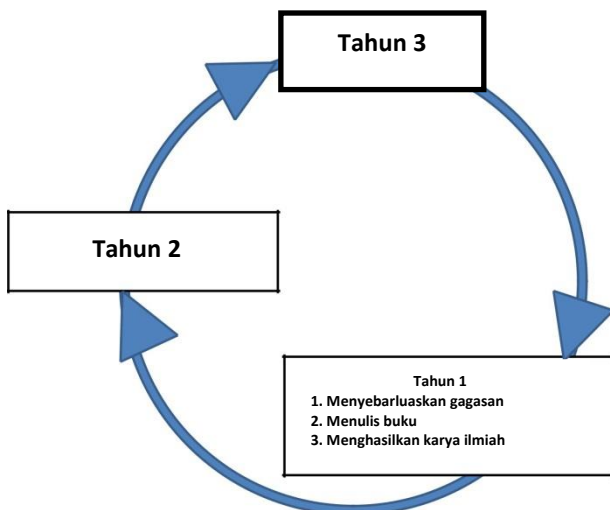 Tahun 3
Tahun 2
Tahun 1
1. Menyebarluaskan gagasan
2. Menulis buku
3. Menghasilkan karya ilmiah